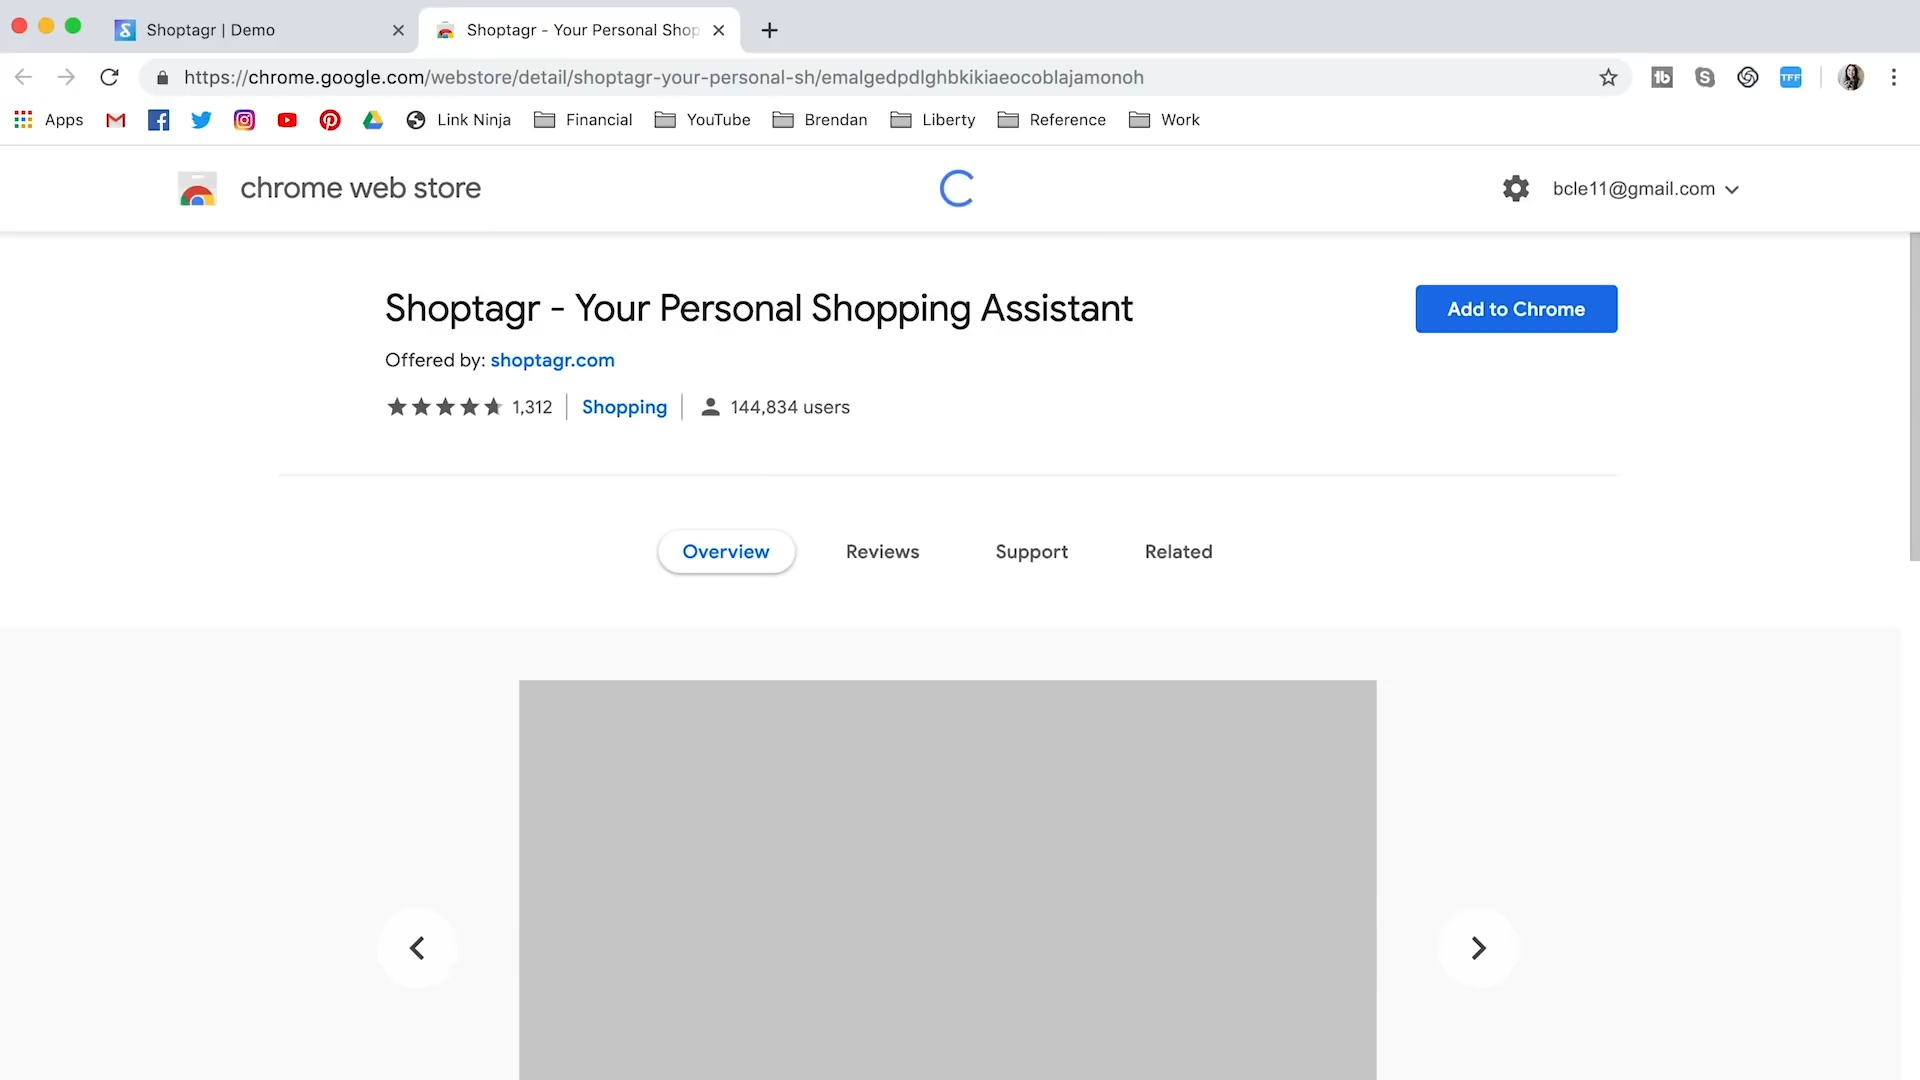 Shoptagr | Demo
Shoptagr - Your Personal Shop
https://chrome.google.com/webstore/detail/shoptagr-your-personal-sh/emalgedpdlghbkikiaeocoblajamonoh
tb
S
TFF
Apps
Link Ninja
Financial
YouTube
Brendan
Liberty
Reference
Work
chrome web store
bcle11@gmail.com
Shoptagr - Your Personal Shopping Assistant
Add to Chrome
Offered by: shoptagr.com
1,312
Shopping
144,834 users
Overview
Reviews
Support
Related